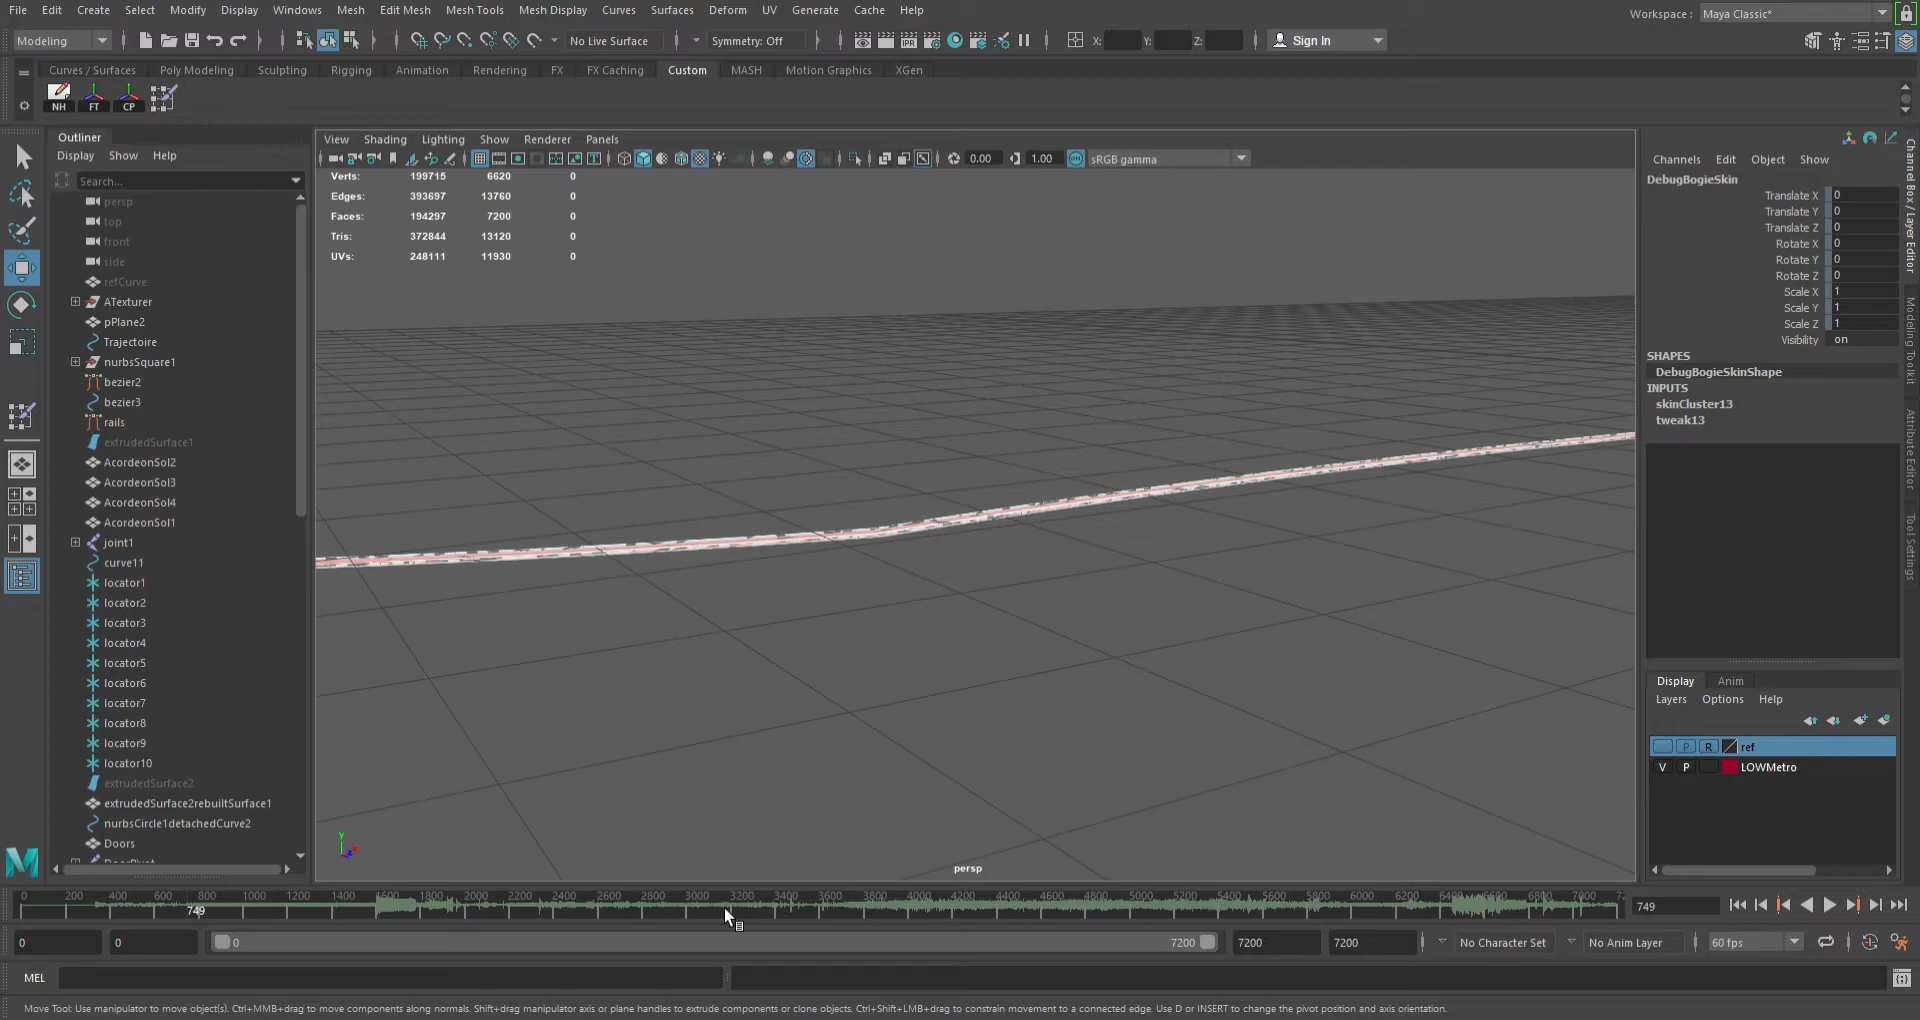 File Edit Create Select Modify Display Windows Mesh Edit Mesh Mesh Tools Mesh Display Curves Surfaces Deform UV Generate Cache Help
Workspace : Maya Classic*
Modeling
No Live Surface
Symmetry: Off
IPR
X: Y: Z:
Sign In
Curves / Surfaces Poly Modeling Sculpting Rigging Animation Rendering FX FX Caching Custom MASH Motion Graphics XGen
NH FT CP
Outliner
Display Show Help
Search...
persp
top
front
side
refCurve
ATexturer
pPlane2
Trajectoire
nurbsSquare1
bezier2
bezier3
rails
extrudedSurface1
AcordeonSol2
AcordeonSol3
AcordeonSol4
AcordeonSol1
joint1
curve11
locator1
locator2
locator3
locator4
locator5
locator6
locator7
locator8
locator9
locator10
extrudedSurface2
extrudedSurface2rebuiltSurface1
nurbsCircle1detachedCurve2
Doors
View Shading Lighting Show Renderer Panels
0.00 1.00 sRGB gamma
Verts: 199715 6620 0
Edges: 393697 13760 0
Faces: 194297 7200 0
Tris: 372844 13120 0
UVs: 248111 11930 0
y
persp
Channels Edit Object Show
DebugBogieSkin
Translate X 0
Translate Y 0
Translate Z 0
Rotate X 0
Rotate Y 0
Rotate Z 0
Scale X 1
Scale Y 1
Scale Z 1
Visibility on
SHAPES
DebugBogieSkinShape
INPUTS
skinCluster13
tweak13
Display Anim
Layers Options Help
P R ref
V P LOWMetro
Channel Box / Layer Editor
Modeling Toolkit
Attribute Editor
Tool Settings
0 200 400 600 800 1000 1200 1400 1600 1800 2000 2200 2400 2600 2800 3000 3200 3400 3600 3800 4000 4200 4400 4600 4800 5000 5200 5400 5600 5800 6000 6200 6400 6600 6800 7000
749
749
0 0 0 7200 7200 7200 No Character Set No Anim Layer 60 fps
MEL
Move Tool: Use manipulator to move object(s). Ctrl+MMB+drag to move components along normals. Shift+drag manipulator axis or plane handles to extrude components or clone objects. Ctrl+Shift+LMB+drag to constrain movement to a connected edge. Use D or INSERT to change the pivot position and axis orientation.